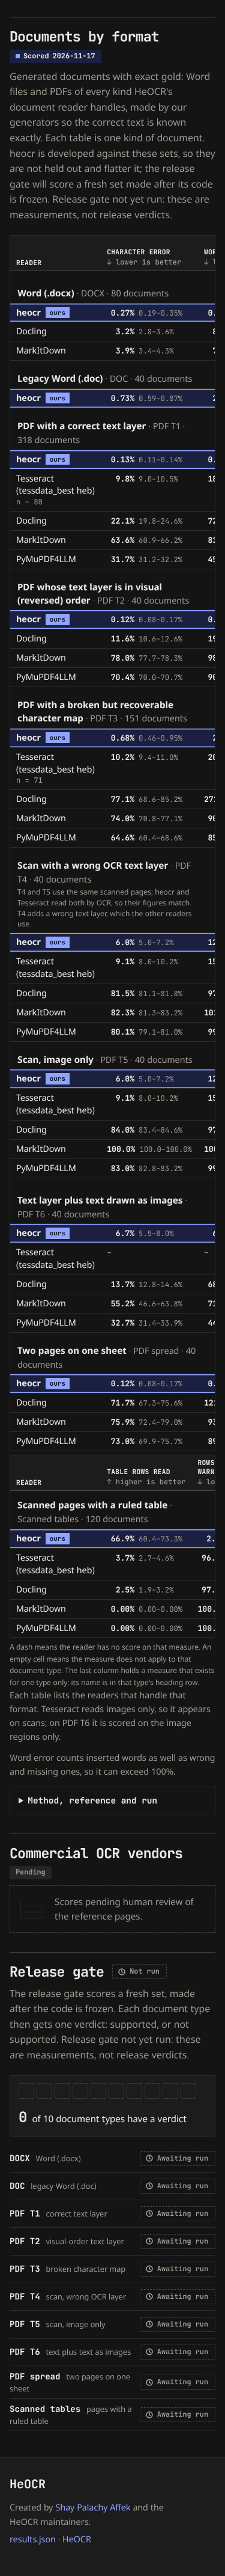 Documents by format
Scored 2026-11-17
Generated documents with exact gold: Word
files and PDFs of every kind HeOCR's
document reader handles, made by our
generators so the correct text is known
exactly. Each table is one kind of document.
heocr is developed against these sets, so they
are not held out and flatter it; the release
gate will score a fresh set made after its code
is frozen. Release gate not yet run: these are
measurements, not release verdicts.
READER
CHARACTER ERROR
↓ lower is better
Word (.docx) · DOCX · 80 documents
heocr ours 0.27% 0.19–0.35% 0.
Docling 3.2% 2.8–3.6%
MarkItDown 3.9% 3.4–4.3%
Legacy Word (.doc) · DOC · 40 documents
heocr ours 0.73% 0.59–0.87%
PDF with a correct text layer · PDF T1 ·
318 documents
heocr ours 0.13% 0.11–0.14% 0.
Tesseract 9.8% 9.0–10.5% 18
(tessdata_best heb)
n = 80
Docling 22.1% 19.8–24.6% 72
MarkItDown 63.6% 60.9–66.2% 81
PyMuPDF4LLM 31.7% 31.2–32.2% 45
PDF whose text layer is in visual
(reversed) order · PDF T2 · 40 documents
heocr ours 0.12% 0.08–0.17% 0.
Docling 11.6% 10.6–12.6% 19
MarkItDown 78.0% 77.7–78.3% 98
PyMuPDF4LLM 70.4% 70.0–70.7% 90
PDF with a broken but recoverable
character map · PDF T3 · 151 documents
heocr ours 0.68% 0.46–0.95%
Tesseract 10.2% 9.4–11.0% 20
(tessdata_best heb)
n = 71
Docling 77.1% 68.6–85.2% 271
MarkItDown 74.0% 70.8–77.1% 90
PyMuPDF4LLM 64.6% 60.4–68.6% 85
Scan with a wrong OCR text layer · PDF
T4 · 40 documents
T4 and T5 use the same scanned pages; heocr and
Tesseract read both by OCR, so their figures match.
T4 adds a wrong text layer, which the other readers
use.
heocr ours 6.0% 5.0–7.2% 12
Tesseract 9.1% 8.0–10.2% 15
(tessdata_best heb)
Docling 81.5% 81.1–81.8% 97
MarkItDown 82.3% 81.3–83.2% 101
PyMuPDF4LLM 80.1% 79.1–81.0% 99
Scan, image only · PDF T5 · 40 documents
heocr ours 6.0% 5.0–7.2% 12
Tesseract 9.1% 8.0–10.2% 15
(tessdata_best heb)
Docling 84.0% 83.4–84.6% 97
MarkItDown 100.0% 100.0–100.0% 100
PyMuPDF4LLM 83.0% 82.8–83.2% 99
Text layer plus text drawn as images ·
PDF T6 · 40 documents
heocr ours 6.7% 5.5–8.0%
Tesseract – –
(tessdata_best heb)
Docling 13.7% 12.8–14.6% 68
MarkItDown 55.2% 46.6–63.8% 71
PyMuPDF4LLM 32.7% 31.4–33.9% 44
Two pages on one sheet · PDF spread · 40
documents
heocr ours 0.12% 0.08–0.17% 0.
Docling 71.7% 67.3–75.6% 121
MarkItDown 75.9% 72.4–79.0% 93
PyMuPDF4LLM 73.0% 69.9–75.7% 89
READER
TABLE ROWS READ
↑ higher is better
ROWS
WARN
↓ lo
Scanned pages with a ruled table ·
Scanned tables · 120 documents
heocr ours 66.9% 60.4–73.3% 2.
Tesseract 3.7% 2.7–4.6% 96.
(tessdata_best heb)
Docling 2.5% 1.9–3.2% 97.
MarkItDown 0.00% 0.00–0.00% 100.
PyMuPDF4LLM 0.00% 0.00–0.00% 100.
A dash means the reader has no score on that measure. An
empty cell means the measure does not apply to that
document type. The last column holds a measure that exists
for one type only; its name is in that type's heading row.
Each table lists the readers that handle that
format. Tesseract reads images only, so it appears
on scans; on PDF T6 it is scored on the image
regions only.
Word error counts inserted words as well as wrong
and missing ones, so it can exceed 100%.
▶ Method, reference and run
Commercial OCR vendors
Pending
Scores pending human review of
the reference pages.
Release gate Not run
The release gate scores a fresh set, made
after the code is frozen. Each document type
then gets one verdict: supported, or not
supported. Release gate not yet run: these
are measurements, not release verdicts.
0 of 10 document types have a verdict
DOCX Word (.docx) Awaiting run
DOC legacy Word (.doc) Awaiting run
PDF T1 correct text layer Awaiting run
PDF T2 visual-order text layer Awaiting run
PDF T3 broken character map Awaiting run
PDF T4 scan, wrong OCR layer Awaiting run
PDF T5 scan, image only Awaiting run
PDF T6 text plus text as images Awaiting run
PDF spread two pages on one Awaiting run
sheet
Scanned tables pages with a Awaiting run
ruled table
HeOCR
Created by Shay Palachy Affek and the
HeOCR maintainers.
results.json · HeOCR